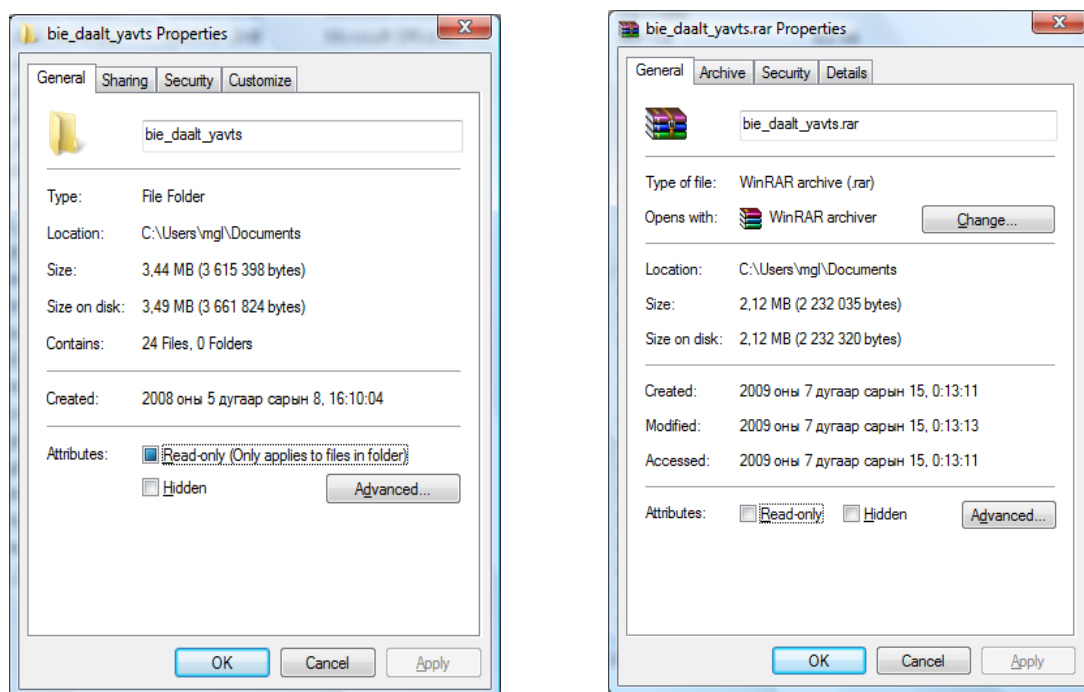 bie_daalt_yavts Properties
General Sharing Security Customize
bie_daalt_yavts
Type: File Folder
Location: C:\Users\mgl\Documents
Size: 3,44 MB (3 615 398 bytes)
Size on disk: 3,49 MB (3 661 824 bytes)
Contains: 24 Files, 0 Folders
Created: 2008 оны 5 дугаар сарын 8, 16:10:04
Attributes: Read-only (Only applies to files in folder)
Hidden Advanced...
OK Cancel Apply
bie_daalt_yavts.rar Properties
General Archive Security Details
bie_daalt_yavts.rar
Type of file: WinRAR archive (.rar)
Opens with: WinRAR archiver Change...
Location: C:\Users\mgl\Documents
Size: 2,12 MB (2 232 035 bytes)
Size on disk: 2,12 MB (2 232 320 bytes)
Created: 2009 оны 7 дугаар сарын 15, 0:13:11
Modified: 2009 оны 7 дугаар сарын 15, 0:13:13
Accessed: 2009 оны 7 дугаар сарын 15, 0:13:11
Attributes: Read-only Hidden Advanced...
OK Cancel Apply